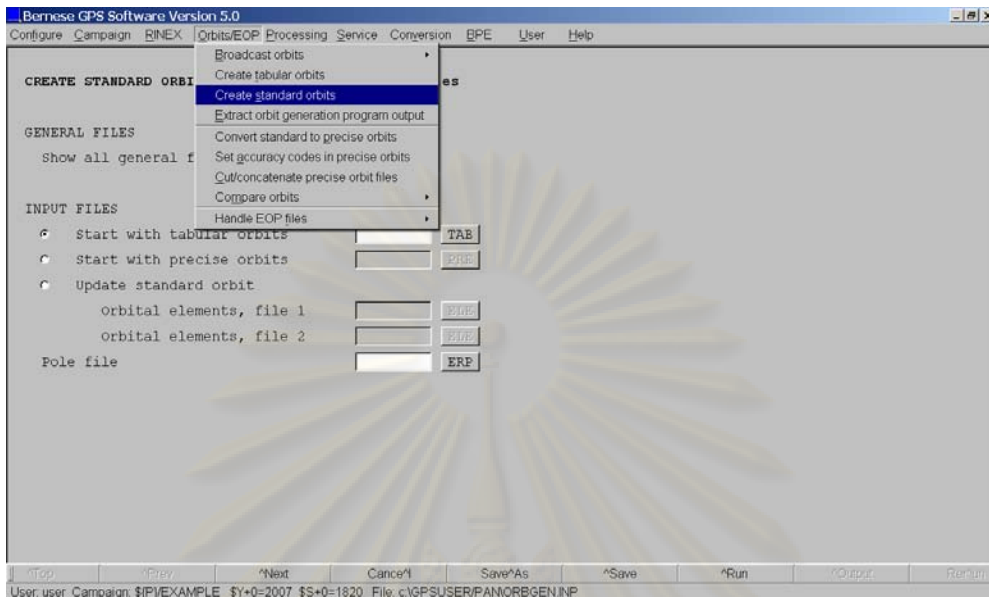 Bernese GPS Software Version 5.0
Configure Campaign RINEX Orbits/EOP Processing Service Conversion BPE User Help
Broadcast orbits
Create tabular orbits
CREATE STANDARD ORBI
es
Create standard orbits
Extract orbit generation program output
GENERAL FILES
Convert standard to precise orbits
Show all general f
Set accuracy codes in precise orbits
Cut/concatenate precise orbit files
Compare orbits
INPUT FILES
Handle EOP files
Start with tabular orbits TAB
Start with precise orbits PRE
Update standard orbit
Orbital elements, file 1 ELE
Orbital elements, file 2 ELE
Pole file ERP
^Top ^Prev ^Next Cance^l Save^As ^Save ^Run ^Output Re^run
User: user Campaign: ${P}/EXAMPLE $Y+0=2007 $S+0=1820 File: c:\GPSUSER/PAN\ORBGEN.INP